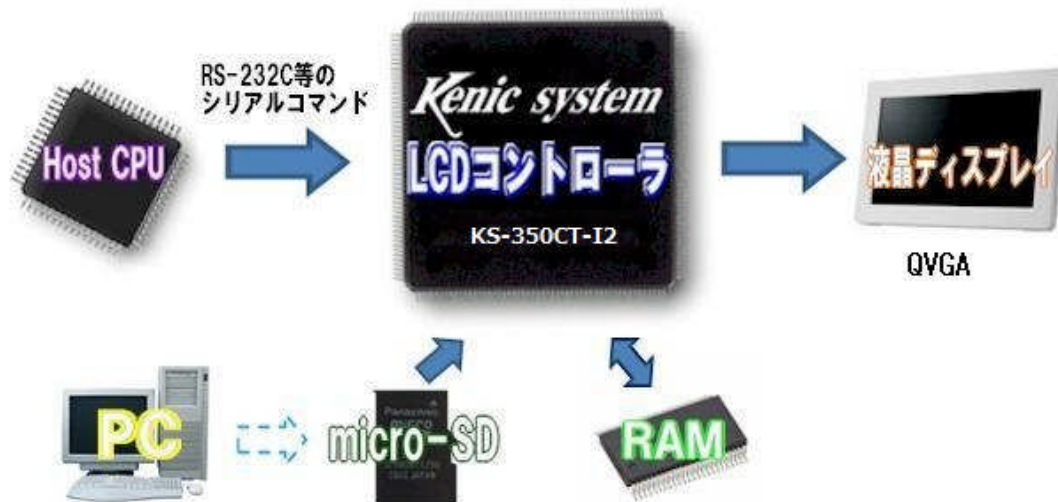 RS-232C等の
シリアルコマンド
Host CPU
Kenic system
LCDコントローラ
KS-350CT-I2
液晶ディスプレイ
QVGA
PC
micro-SD
Panasonic
RAM